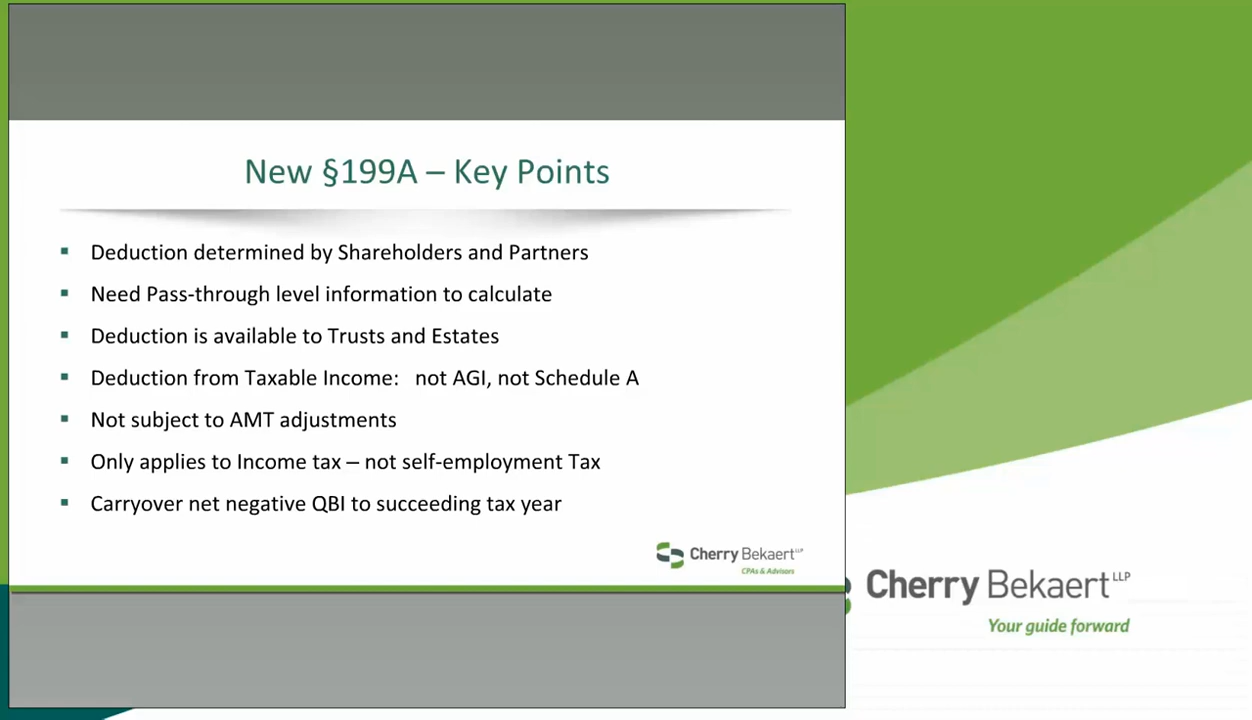 New §199A – Key Points
▪ Deduction determined by Shareholders and Partners
▪ Need Pass-through level information to calculate
▪ Deduction is available to Trusts and Estates
▪ Deduction from Taxable Income:   not AGI, not Schedule A
▪ Not subject to AMT adjustments
▪ Only applies to Income tax – not self-employment Tax
▪ Carryover net negative QBI to succeeding tax year
Cherry Bekaert LLP
CPAs & Advisors
Cherry Bekaert LLP
Your guide forward